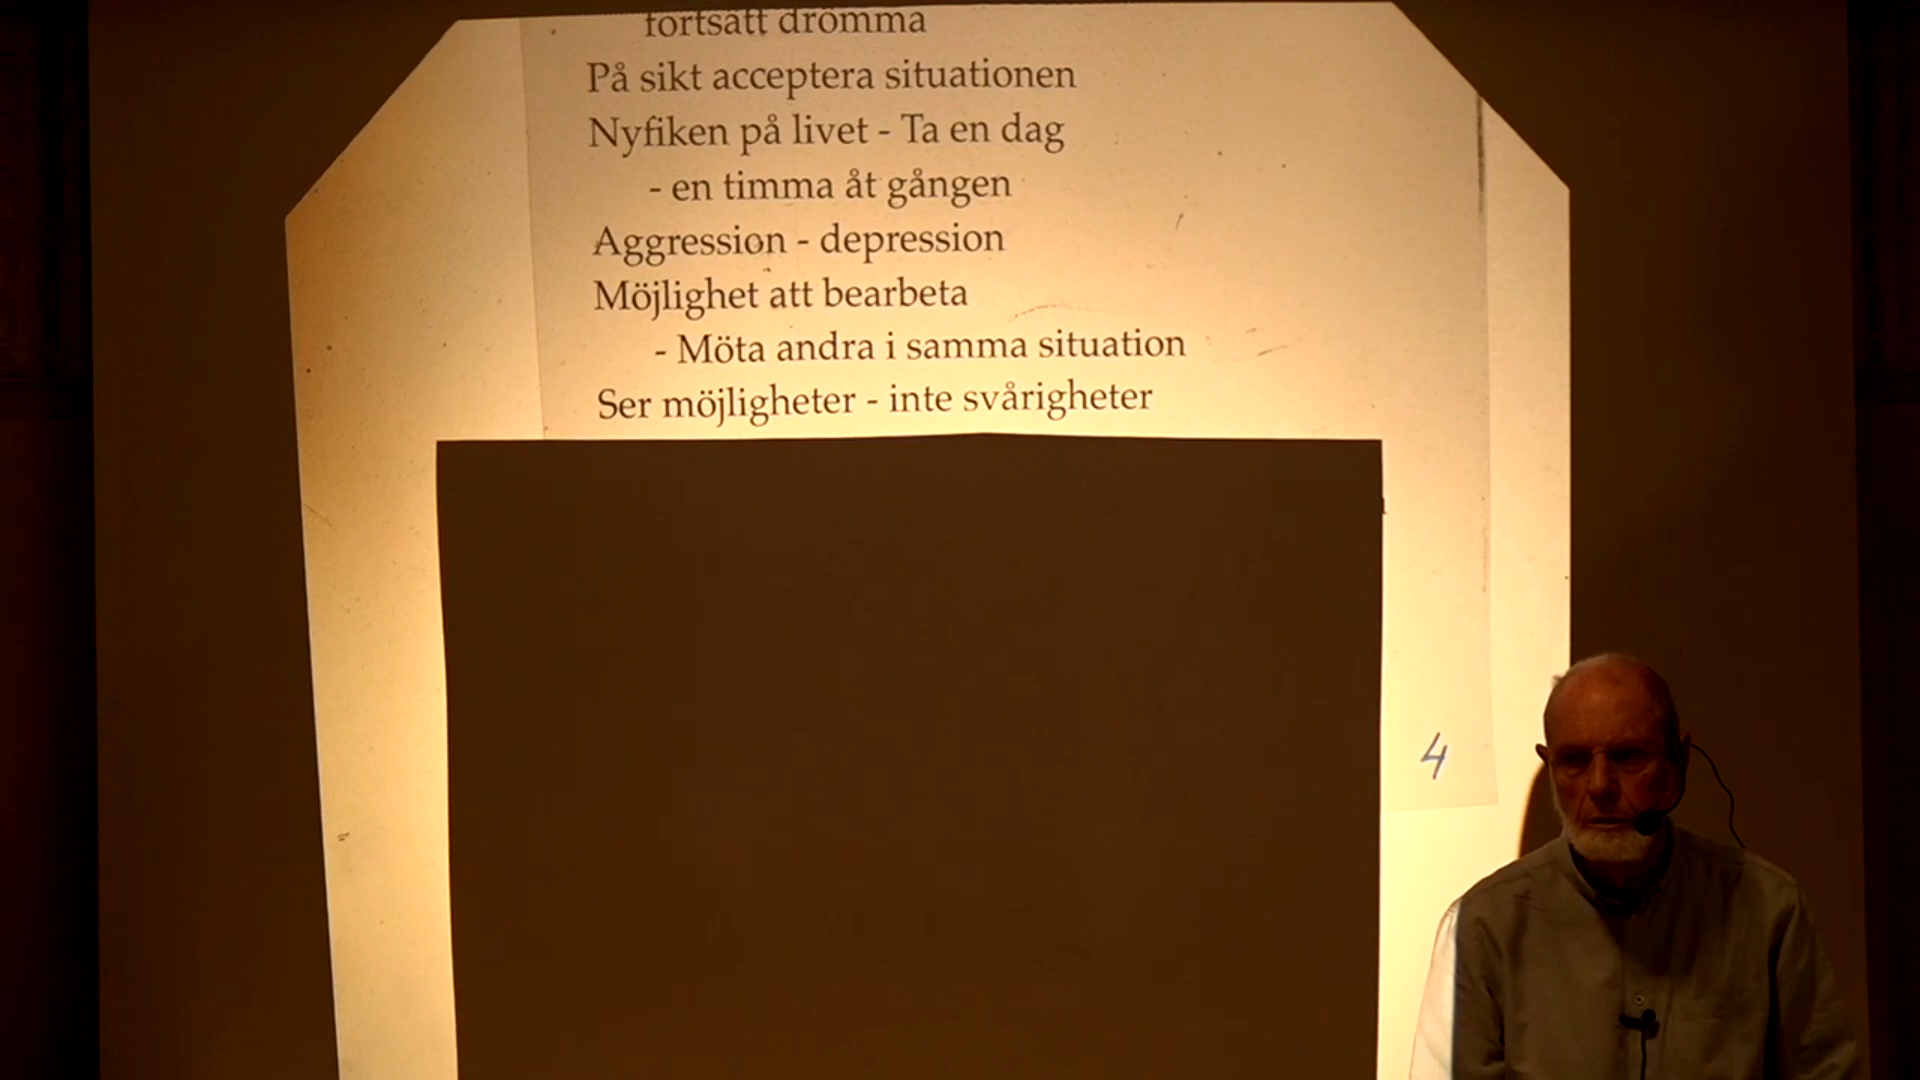 fortsätt drömma
På sikt acceptera situationen
Nyfiken på livet - Ta en dag
- en timma åt gången
Aggression - depression
Möjlighet att bearbeta
- Möta andra i samma situation
Ser möjligheter - inte svårigheter
4